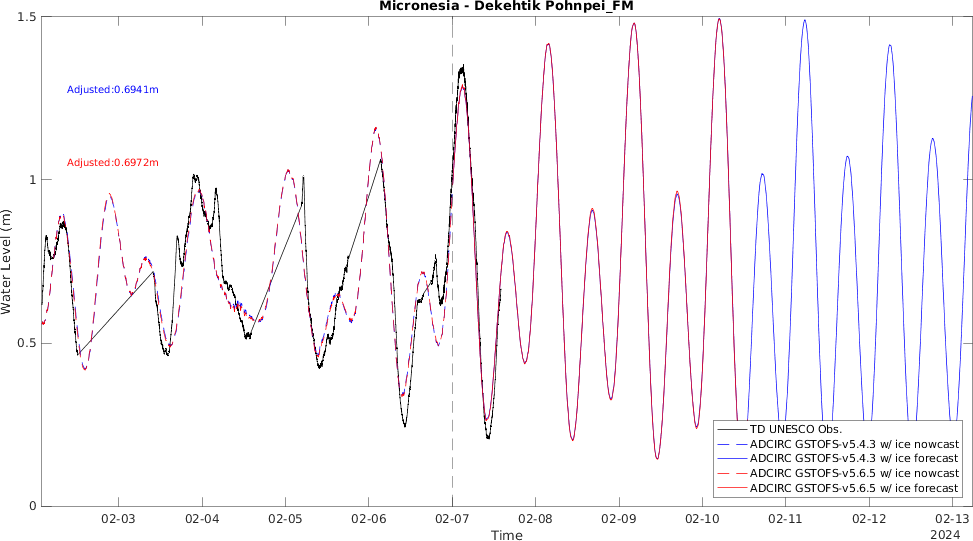 Micronesia - Dekehtik Pohnpei_FM
1.5
Adjusted:0.6941m
Adjusted:0.6972m
1
Water Level (m)
0.5
TD UNESCO Obs.
ADCIRC GSTOFS-v5.4.3 w/ ice nowcast
ADCIRC GSTOFS-v5.4.3 w/ ice forecast
ADCIRC GSTOFS-v5.6.5 w/ ice nowcast
ADCIRC GSTOFS-v5.6.5 w/ ice forecast
0
02-03 02-04 02-05 02-06 02-07 02-08 02-09 02-10 02-11 02-12 02-13
Time 2024